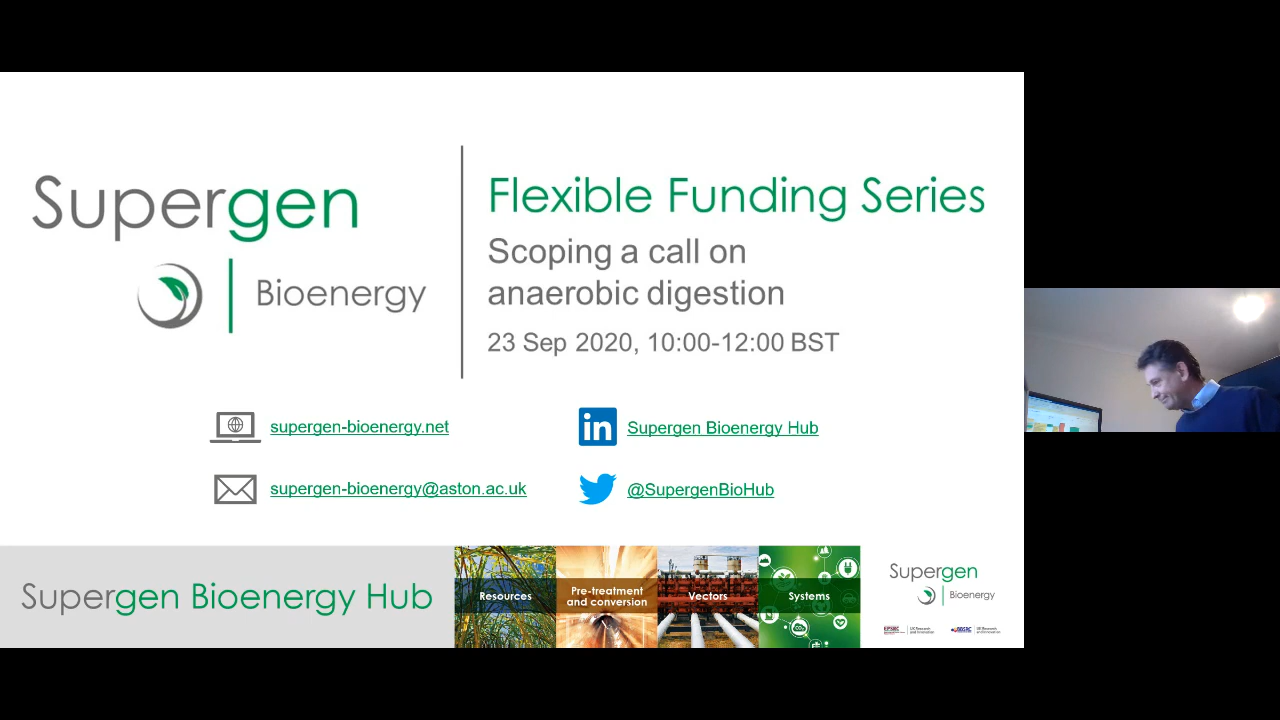 Supergen
Bioenergy
Flexible Funding Series
Scoping a call on
anaerobic digestion
23 Sep 2020, 10:00-12:00 BST
supergen-bioenergy.net
in
Supergen Bioenergy Hub
supergen-bioenergy@aston.ac.uk
@SupergenBioHub
Supergen Bioenergy Hub
Resources
Pre-treatment
and conversion
Vectors
Systems
Supergen
Bioenergy